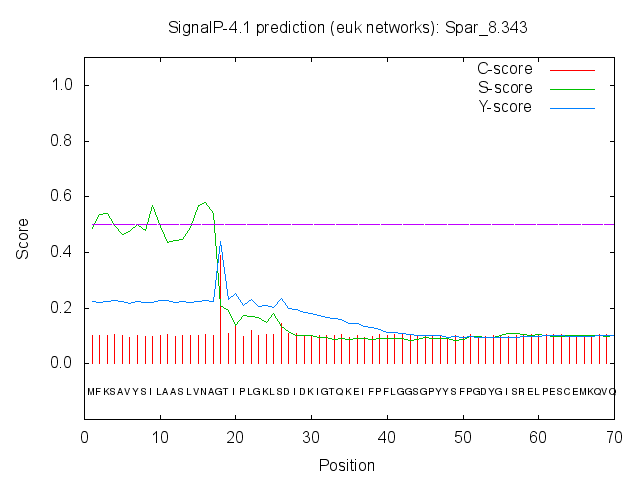 SignalP-4.1 prediction (euk networks): Spar_8.343
C-score
S-score
Y-score
1.0
0.8
0.6
0.4
0.2
0.0
Score
MFKSAVYSILAASLVNAGTIPLGKLSDIDKIGTQKEIFPFLGGSGPYYSFPGDYGISRELPESCEMKQVQ
0 10 20 30 40 50 60 70
Position